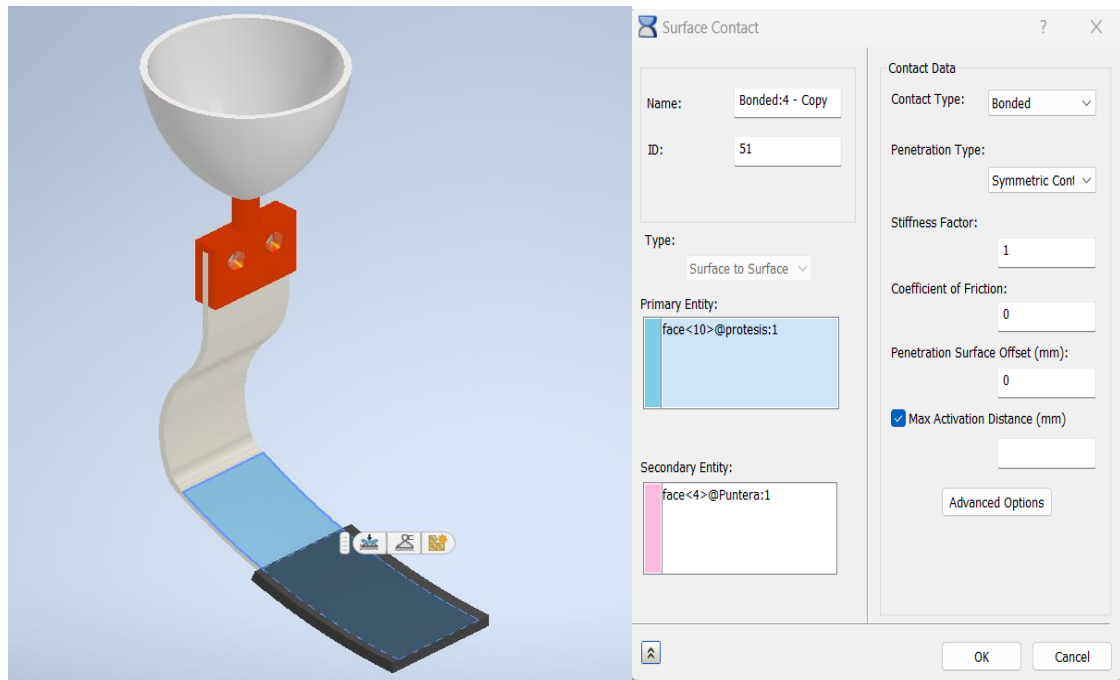 Surface Contact
?
X
Name:
Bonded:4 - Copy
ID:
51
Type:
Surface to Surface
Primary Entity:
face<10>@protesis:1
Secondary Entity:
face<4>@Puntera:1
Contact Data
Contact Type:
Bonded
Penetration Type:
Symmetric Cont
Stiffness Factor:
1
Coefficient of Friction:
0
Penetration Surface Offset (mm):
0
Max Activation Distance (mm)
Advanced Options
OK
Cancel